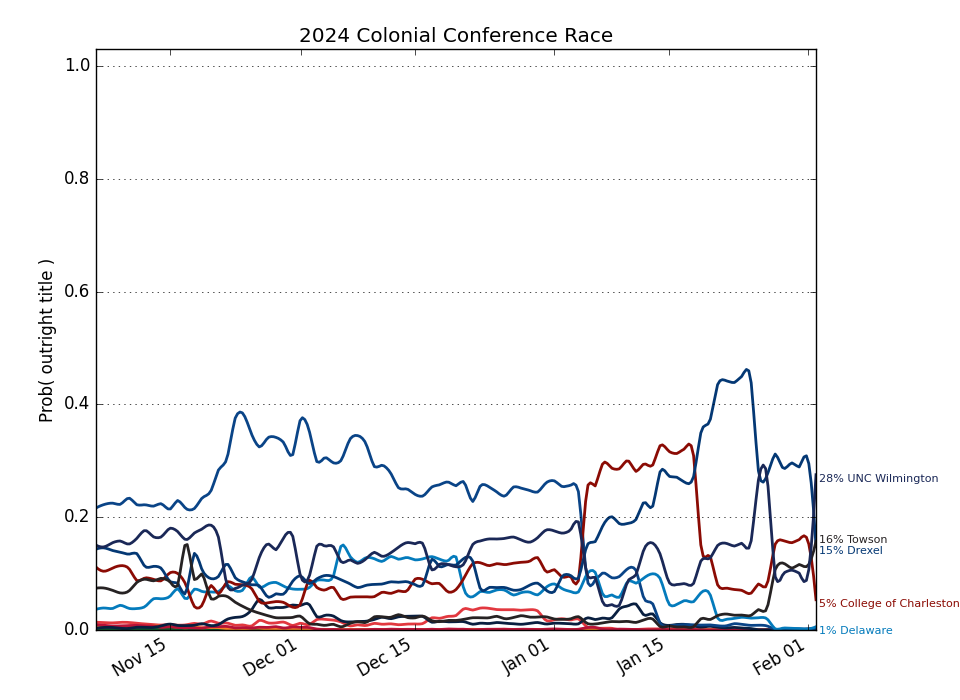 2024 Colonial Conference Race
1.0
0.8
0.6
0.4
0.2
0.0
Prob( outright title )
28% UNC Wilmington
16% Towson
15% Drexel
5% College of Charleston
1% Delaware
Nov 15
Dec 01
Dec 15
Jan 01
Jan 15
Feb 01